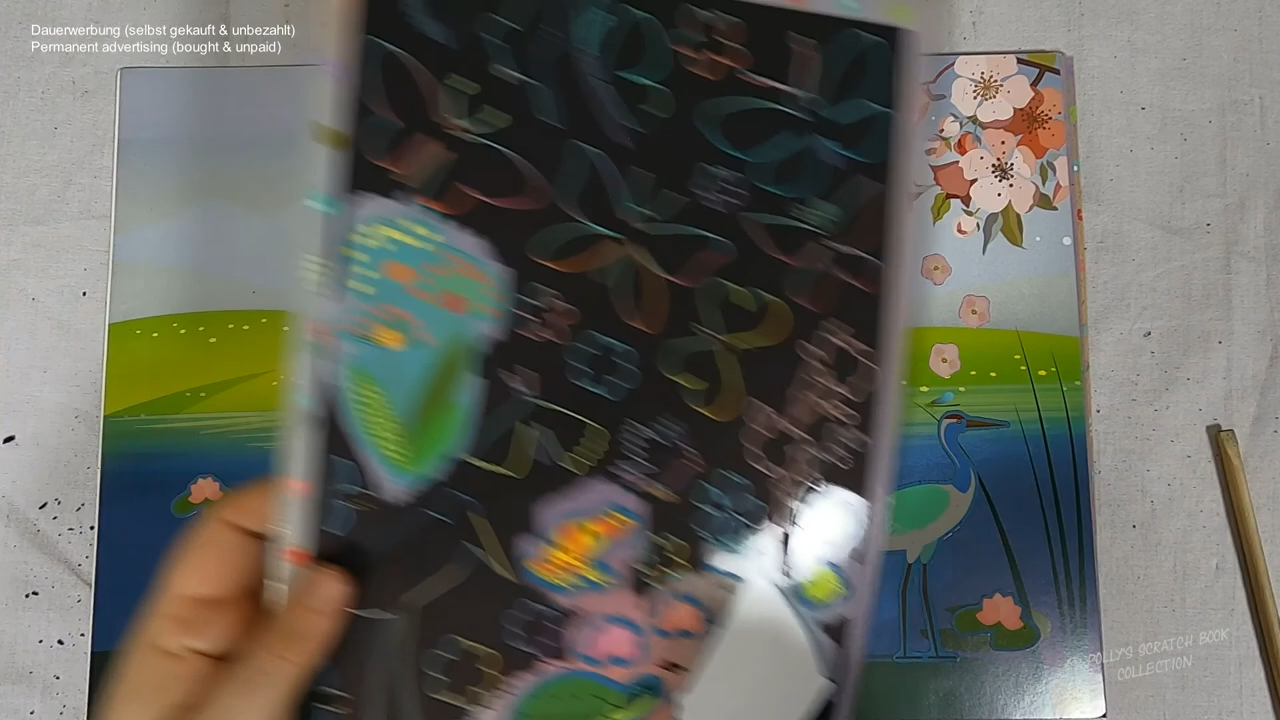 Dauerwerbung (selbst gekauft & unbezahlt)
Permanent advertising (bought & unpaid)
POLLY'S SCRATCH BOOK
COLLECTION